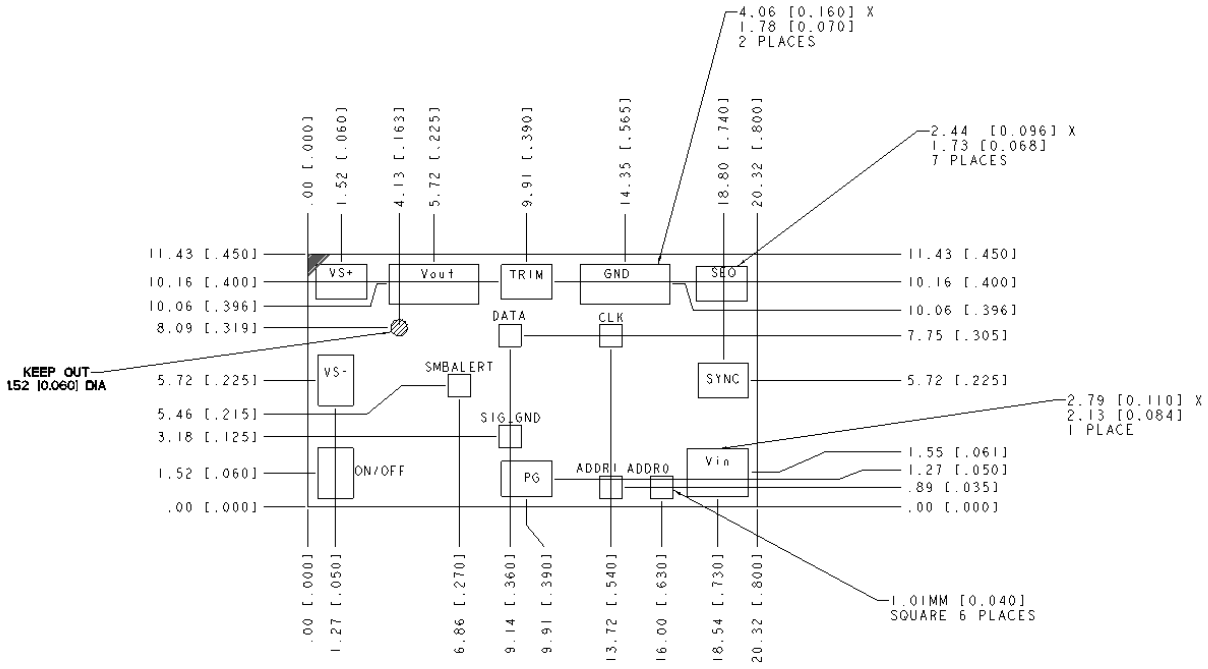 4.06 [0.160] X
1.78 [0.070]
2 PLACES
.00 [.000]
1.52 [.060]
4.13 [.163]
5.72 [.225]
9.91 [.390]
14.35 [.565]
18.80 [.740]
20.32 [.800]
2.44 [0.096] X
1.73 [0.068]
7 PLACES
11.43 [.450]
11.43 [.450]
VS+
Vout
TRIM
GND
SEQ
10.16 [.400]
10.16 [.400]
10.06 [.396]
10.06 [.396]
DATA
CLK
8.09 [.319]
7.75 [.305]
KEEP OUT
1.52 [0.060] DIA
VS-
SMBALERT
SYNC
5.72 [.225]
5.72 [.225]
5.46 [.215]
2.79 [0.110] X
2.13 [0.084]
1 PLACE
SIG_GND
3.18 [.125]
Vin
1.55 [.061]
ON/OFF
PG
ADDR1
ADDR0
1.52 [.060]
1.27 [.050]
.89 [.035]
.00 [.000]
.00 [.000]
.00 [.000]
1.27 [.050]
6.86 [.270]
9.14 [.360]
9.91 [.390]
13.72 [.540]
16.00 [.630]
18.54 [.730]
20.32 [.800]
1.01MM [0.040]
SQUARE 6 PLACES